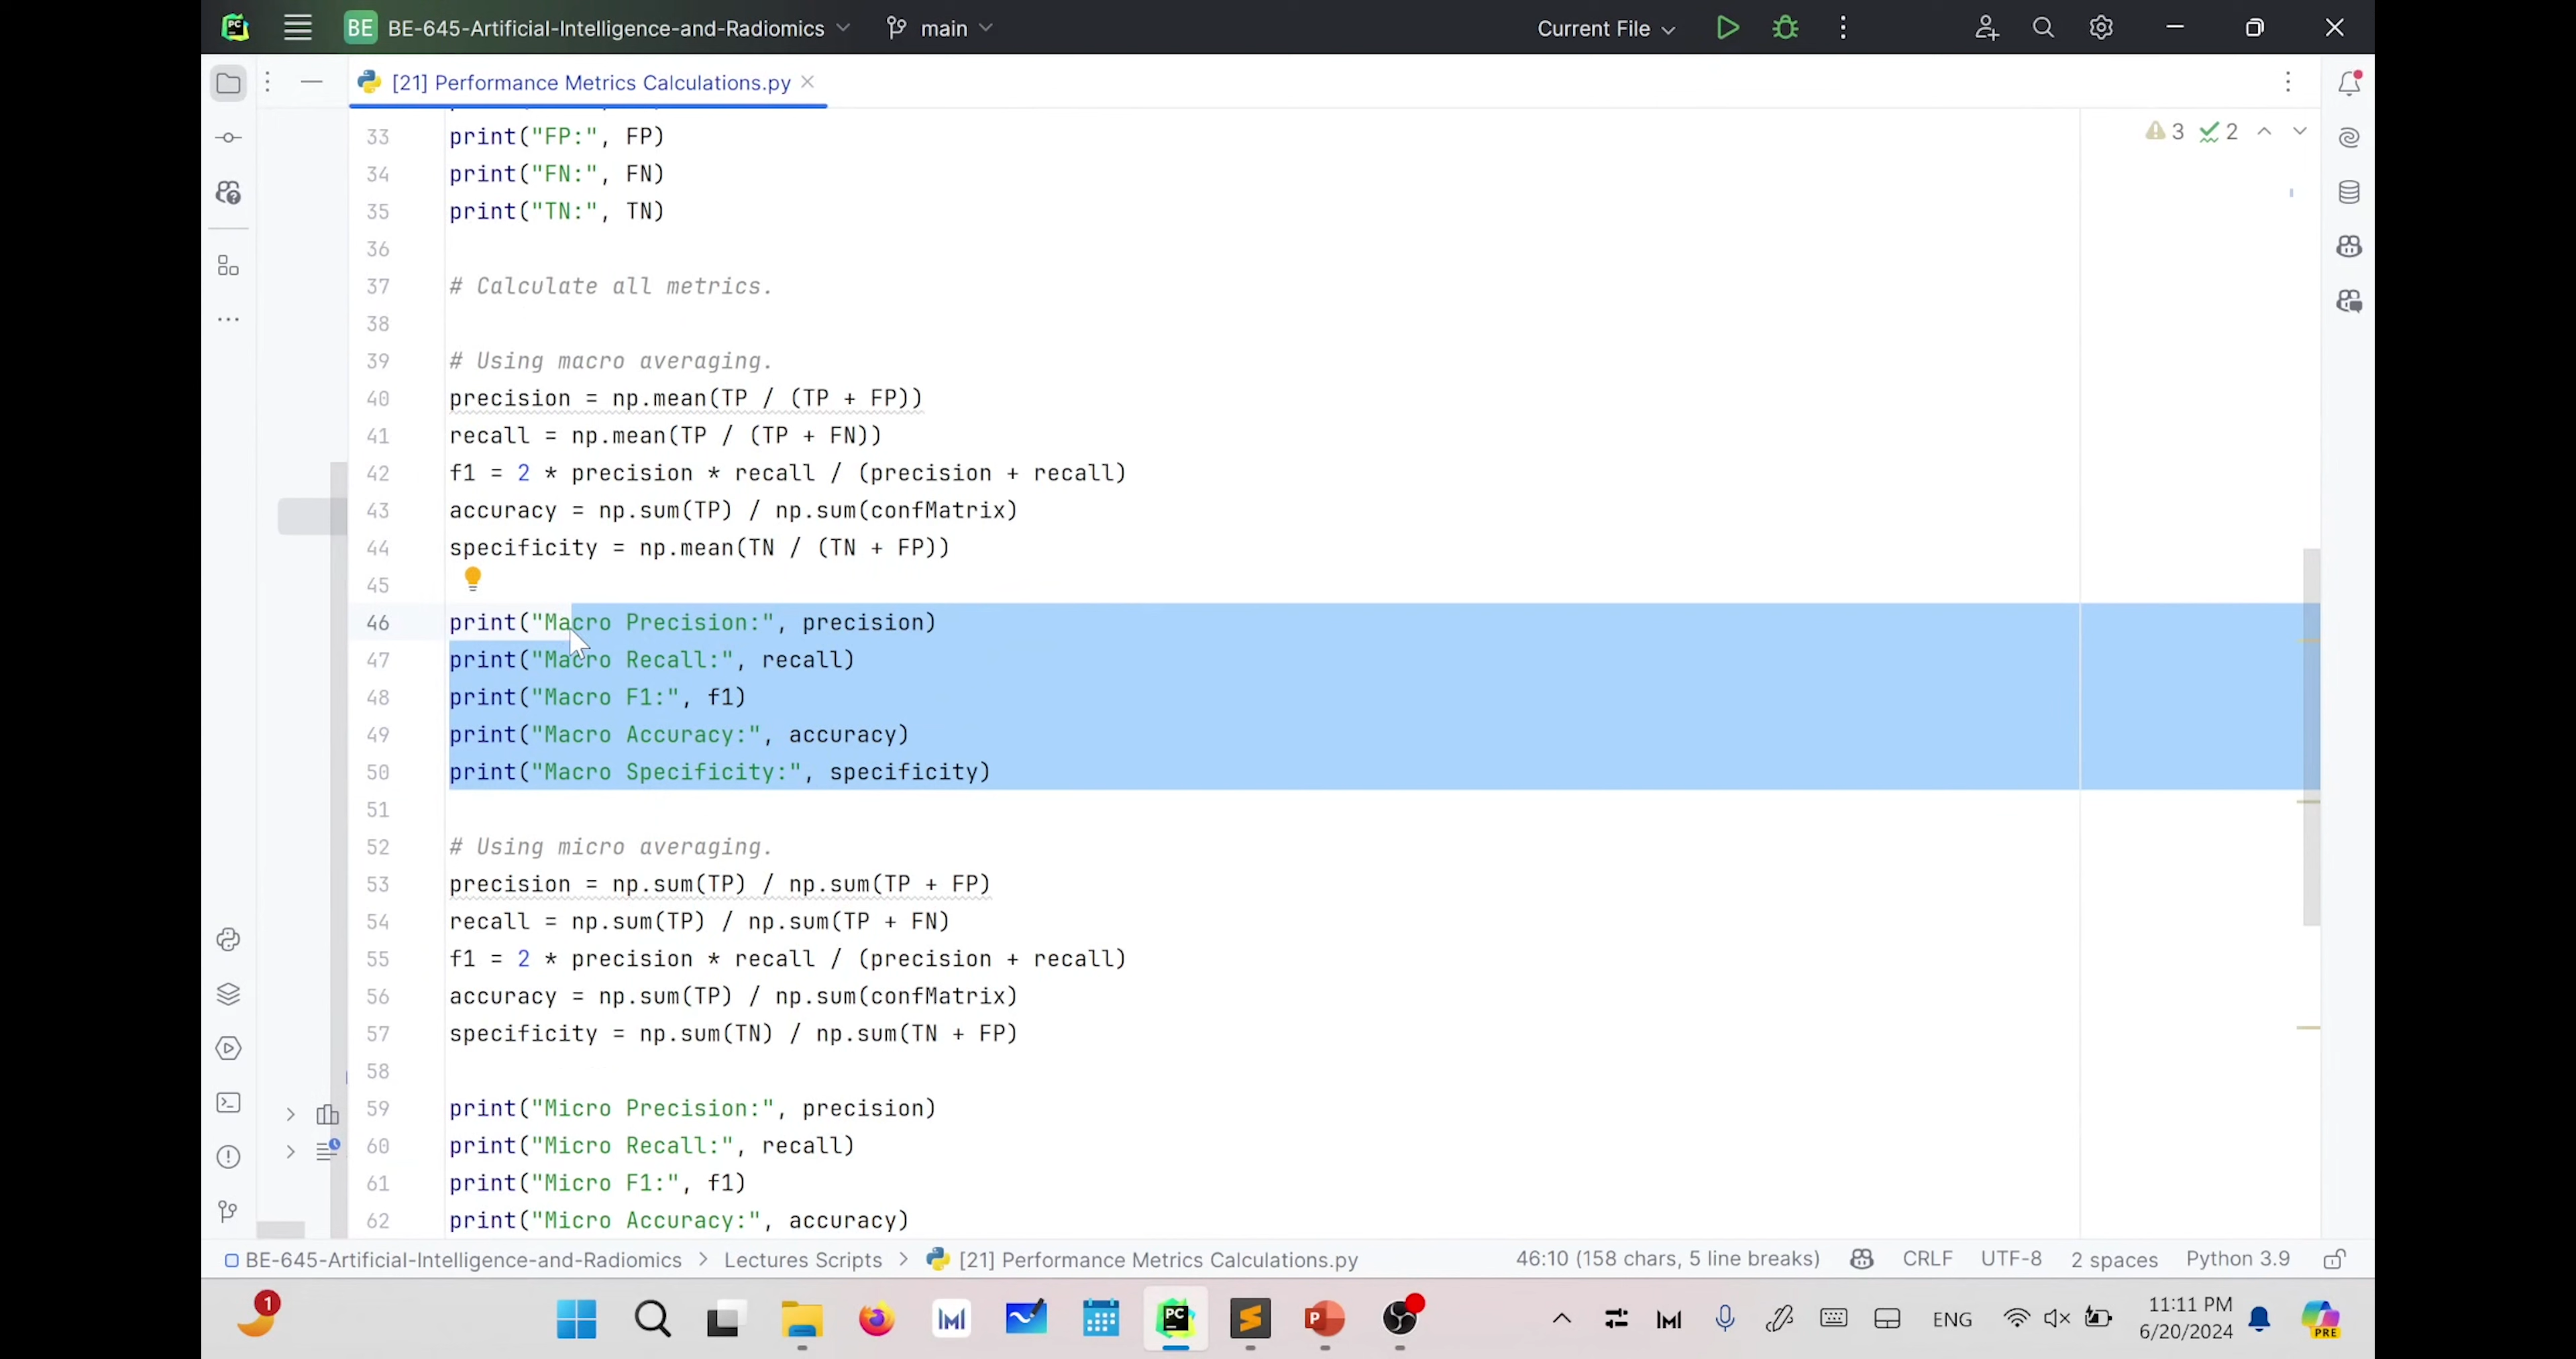 BE BE-645-Artificial-Intelligence-and-Radiomics main Current File
[21] Performance Metrics Calculations.py
3 2
33 print("FP:", FP)
34 print("FN:", FN)
35 print("TN:", TN)
36
37 # Calculate all metrics.
38
39 # Using macro averaging.
40 precision = np.mean(TP / (TP + FP))
41 recall = np.mean(TP / (TP + FN))
42 f1 = 2 * precision * recall / (precision + recall)
43 accuracy = np.sum(TP) / np.sum(confMatrix)
44 specificity = np.mean(TN / (TN + FP))
45
46 print("Macro Precision:", precision)
47 print("Macro Recall:", recall)
48 print("Macro F1:", f1)
49 print("Macro Accuracy:", accuracy)
50 print("Macro Specificity:", specificity)
51
52 # Using micro averaging.
53 precision = np.sum(TP) / np.sum(TP + FP)
54 recall = np.sum(TP) / np.sum(TP + FN)
55 f1 = 2 * precision * recall / (precision + recall)
56 accuracy = np.sum(TP) / np.sum(confMatrix)
57 specificity = np.sum(TN) / np.sum(TN + FP)
58
59 print("Micro Precision:", precision)
60 print("Micro Recall:", recall)
61 print("Micro F1:", f1)
62 print("Micro Accuracy:", accuracy)
BE-645-Artificial-Intelligence-and-Radiomics > Lectures Scripts > [21] Performance Metrics Calculations.py 46:10 (158 chars, 5 line breaks) CRLF UTF-8 2 spaces Python 3.9
1 ENG 11:11 PM
6/20/2024
PRE